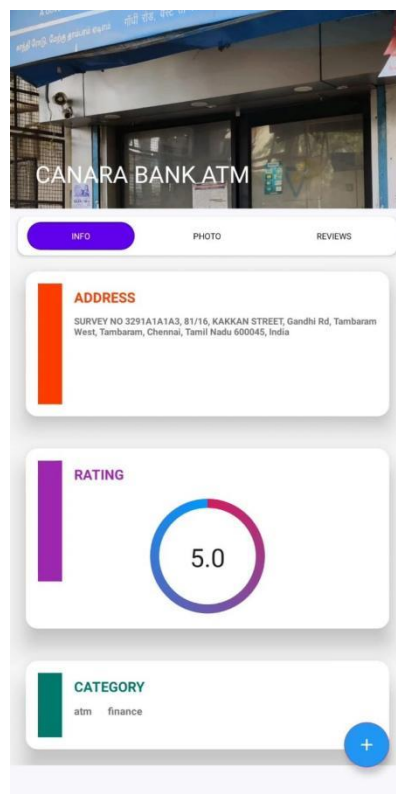 காந்தி ரோடு, மேற்கு தாம்பரம்
गाँधी रोड, वेस्ट
CANARA BANK ATM
INFO PHOTO REVIEWS
ADDRESS
SURVEY NO 3291A1A1A3, 81/16, KAKKAN STREET, Gandhi Rd, Tambaram
West, Tambaram, Chennai, Tamil Nadu 600045, India
RATING
5.0
CATEGORY
atm finance
+